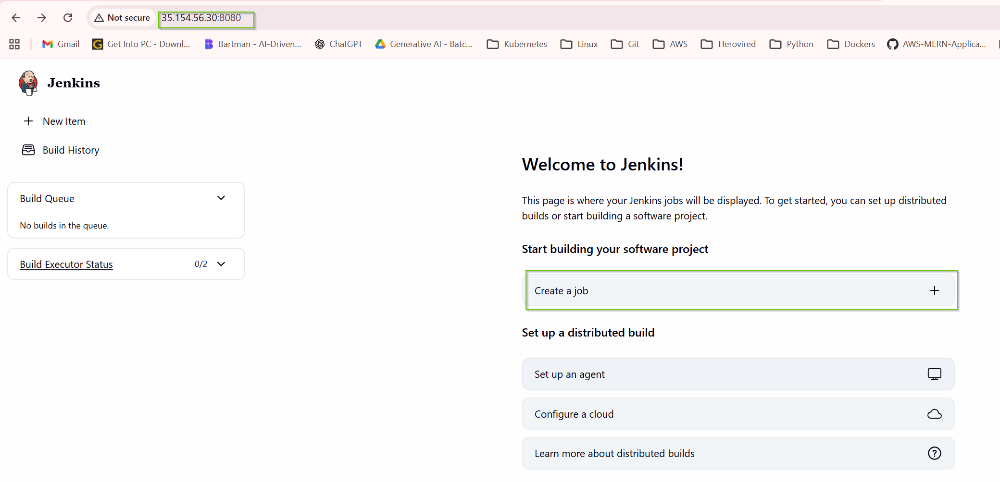 Not secure 35.154.56.30:8080
Gmail Get Into PC - Downl... Bartman - AI-Driven... ChatGPT Generative AI - Batc... Kubernetes Linux Git AWS Herovired Python Dockers AWS-MERN-Applica...
Jenkins
New Item
Build History
Build Queue
No builds in the queue.
Build Executor Status 0/2
Welcome to Jenkins!
This page is where your Jenkins jobs will be displayed. To get started, you can set up distributed
builds or start building a software project.
Start building your software project
Create a job
Set up a distributed build
Set up an agent
Configure a cloud
Learn more about distributed builds